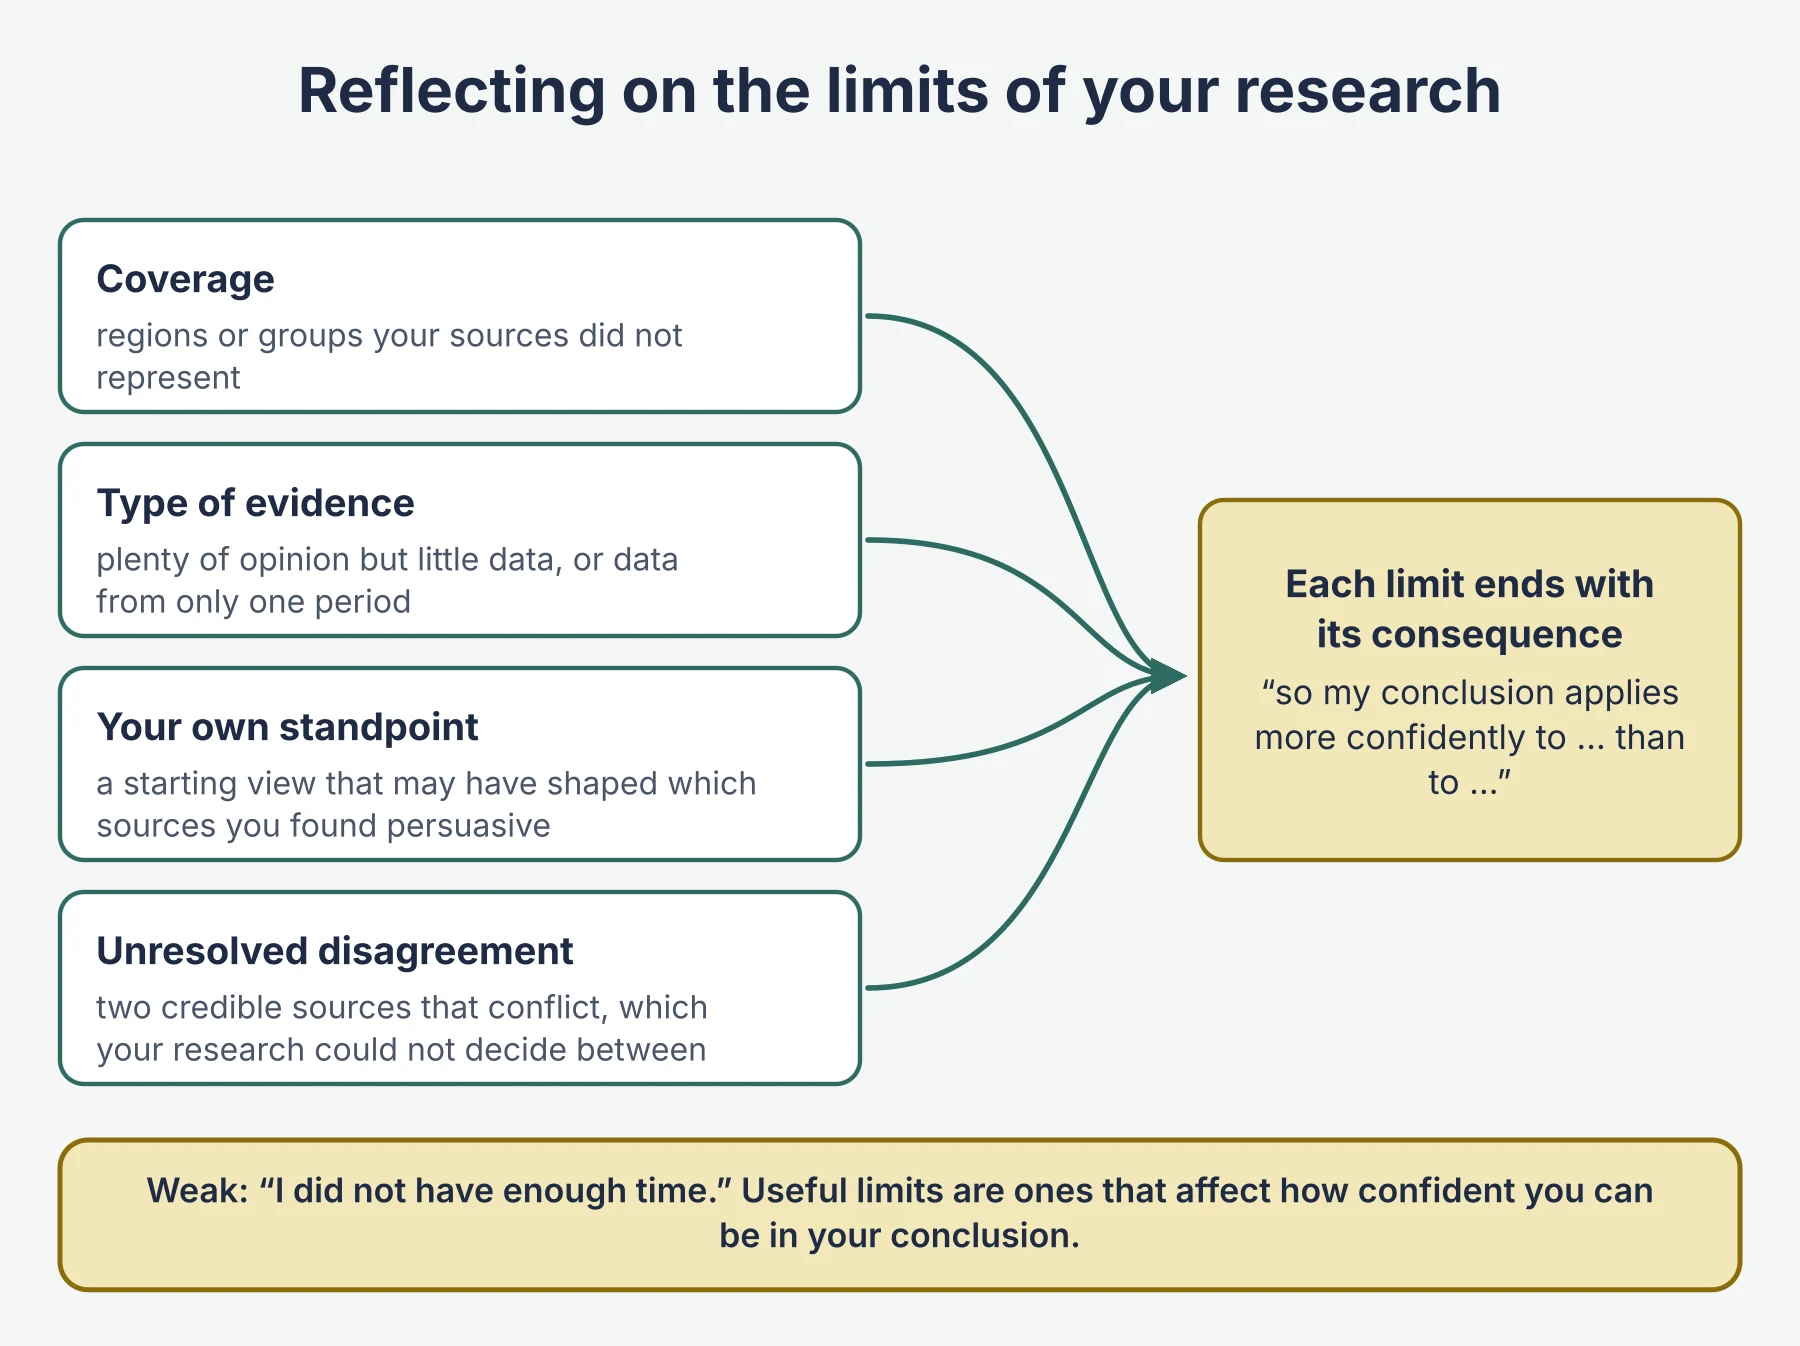 Reflecting on the limits of your research
Coverage
regions or groups your sources did not
represent
Type of evidence
plenty of opinion but little data, or data
from only one period
Your own standpoint
a starting view that may have shaped which
sources you found persuasive
Unresolved disagreement
two credible sources that conflict, which
your research could not decide between
Each limit ends with
its consequence
“so my conclusion applies
more confidently to … than
to …”
Weak: “I did not have enough time.” Useful limits are ones that affect how confident you can
be in your conclusion.